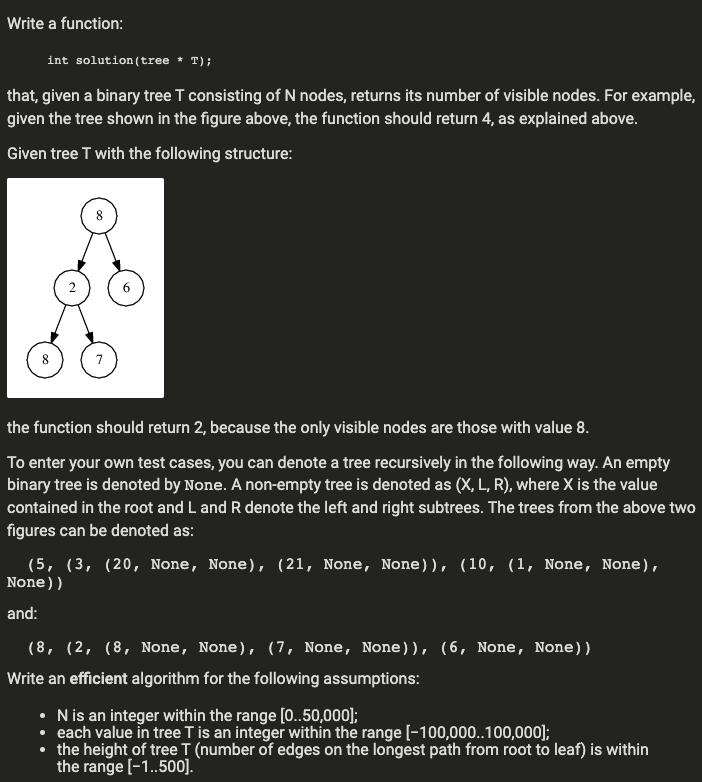 Write a function:
int solution(tree * T);
that, given a binary tree T consisting of N nodes, returns its number of visible nodes. For example,
given the tree shown in the figure above, the function should return 4, as explained above.
Given tree T with the following structure:
8
2 6
8 7
the function should return 2, because the only visible nodes are those with value 8.
To enter your own test cases, you can denote a tree recursively in the following way. An empty
binary tree is denoted by None. A non-empty tree is denoted as (X, L, R), where X is the value
contained in the root and L and R denote the left and right subtrees. The trees from the above two
figures can be denoted as:
(5, (3, (20, None, None), (21, None, None)), (10, (1, None, None),
None))
and:
(8, (2, (8, None, None), (7, None, None)), (6, None, None))
Write an efficient algorithm for the following assumptions:
• N is an integer within the range [0..50,000];
• each value in tree T is an integer within the range [−100,000..100,000];
• the height of tree T (number of edges on the longest path from root to leaf) is within
the range [−1..500].